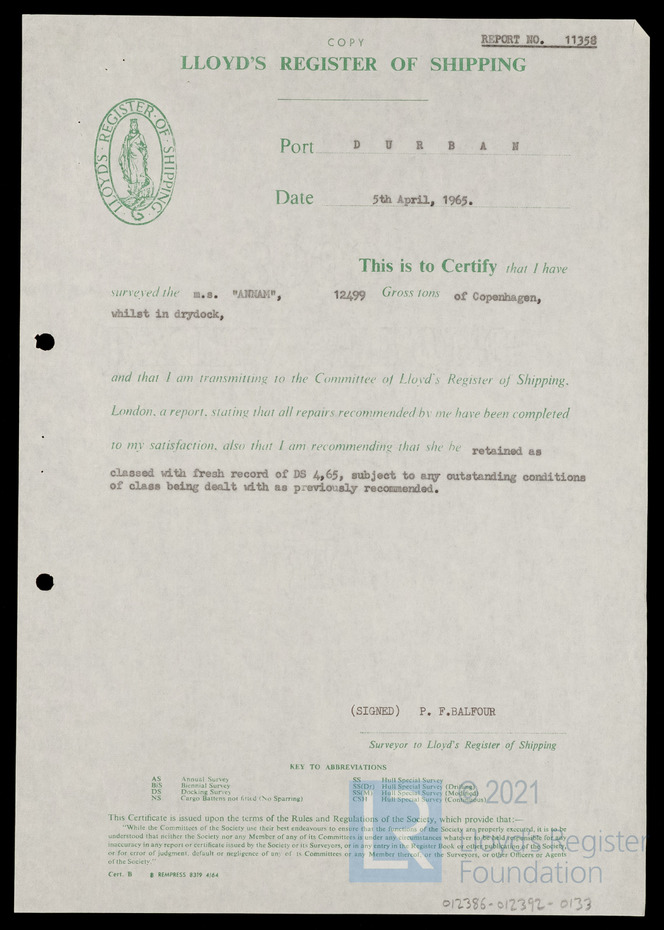 COPY
REPORT NO. 11358
LLOYD'S REGISTER OF SHIPPING
LLOYD'S · REGISTER · OF · SHIPPING
Port D U R B A N
Date 5th April, 1965.
This is to Certify that I have
surveyed the m.s. "ANNAM", 12499 Gross tons of Copenhagen,
whilst in drydock,
and that I am transmitting to the Committee of Lloyd's Register of Shipping,
London, a report, stating that all repairs recommended by me have been completed
to my satisfaction, also that I am recommending that she be retained as
classed with fresh record of DS 4,65, subject to any outstanding conditions
of class being dealt with as previously recommended.
(SIGNED) P. F.BALFOUR
Surveyor to Lloyd's Register of Shipping
KEY TO ABBREVIATIONS
AS Annual Survey SS Hull Special Survey
BiS Biennial Survey SS(Dr) Hull Special Survey
DS Docking Survey SS(M) Hull Special Survey (Modified)
NS Cargo Battens not fitted (No Sparring) CSH Hull Special Survey (Continuous)
This Certificate is issued upon the terms of the Rules and Regulations of the Society, which provide that:—
"While the Committees of the Society use their best endeavours to ensure that the functions of the Society are properly executed, it is to be
understood that neither the Society nor any Member of any of its Committees is under any circumstances whatever to be held responsible for any
inaccuracy in any report or certificate issued by the Society or its Surveyors, or in any entry in the Register Book or other publication of the Society,
or for error of judgment, default or negligence of any of its Committees or any Member thereof, or the Surveyors, or other Officers or Agents
of the Society."
Cert. B REMPRESS 8319 4/64
LR
© 2021
Lloyd's Register
Foundation
012386-012392-0133